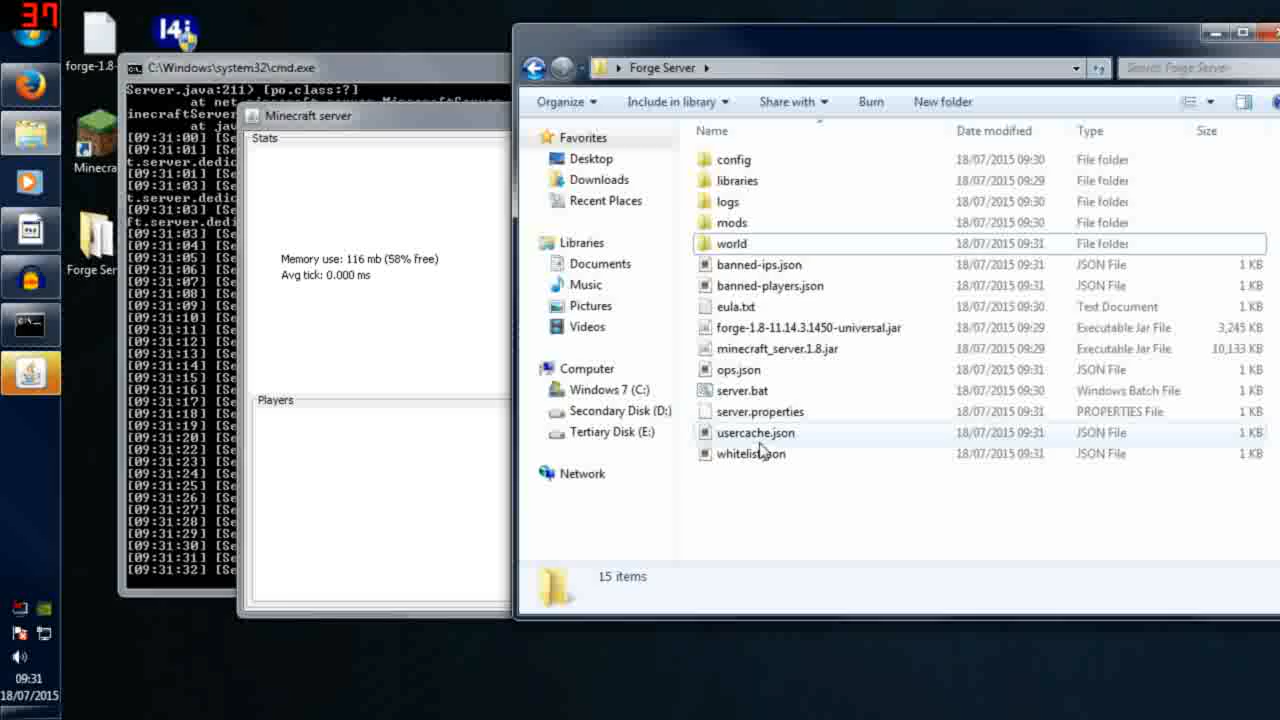 37
forge-1.8-
l4j
Minecra
Forge Ser
09:31
18/07/2015
C:\Windows\system32\cmd.exe
Server.java:211> [po.class:?]
at net.minecraft.server.MinecraftServer
inecraftServer
at jav
[09:31:00] [Se
[09:31:01] [Se
t.server.dedic
[09:31:01] [Se
[09:31:03] [Se
t.server.dedic
[09:31:03] [Se
ft.server.dedi
[09:31:03] [Se
[09:31:04] [Se
[09:31:05] [Se
[09:31:06] [Se
[09:31:07] [Se
[09:31:08] [Se
[09:31:09] [Se
[09:31:10] [Se
[09:31:11] [Se
[09:31:12] [Se
[09:31:13] [Se
[09:31:14] [Se
[09:31:15] [Se
[09:31:16] [Se
[09:31:17] [Se
[09:31:18] [Se
[09:31:19] [Se
[09:31:20] [Se
[09:31:21] [Se
[09:31:22] [Se
[09:31:23] [Se
[09:31:24] [Se
[09:31:25] [Se
[09:31:26] [Se
[09:31:27] [Se
[09:31:28] [Se
[09:31:29] [Se
[09:31:30] [Se
[09:31:31] [Se
[09:31:32] [Se
Minecraft server
Stats
Memory use: 116 mb (58% free)
Avg tick: 0.000 ms
Players
Forge Server
Search Forge Server
Organize Include in library Share with Burn New folder
Favorites
Desktop
Downloads
Recent Places
Libraries
Documents
Music
Pictures
Videos
Computer
Windows 7 (C:)
Secondary Disk (D:)
Tertiary Disk (E:)
Network
Name Date modified Type Size
config 18/07/2015 09:30 File folder
libraries 18/07/2015 09:29 File folder
logs 18/07/2015 09:30 File folder
mods 18/07/2015 09:30 File folder
world 18/07/2015 09:31 File folder
banned-ips.json 18/07/2015 09:31 JSON File 1 KB
banned-players.json 18/07/2015 09:31 JSON File 1 KB
eula.txt 18/07/2015 09:30 Text Document 1 KB
forge-1.8-11.14.3.1450-universal.jar 18/07/2015 09:29 Executable Jar File 3,245 KB
minecraft_server.1.8.jar 18/07/2015 09:29 Executable Jar File 10,133 KB
ops.json 18/07/2015 09:31 JSON File 1 KB
server.bat 18/07/2015 09:30 Windows Batch File 1 KB
server.properties 18/07/2015 09:31 PROPERTIES File 1 KB
usercache.json 18/07/2015 09:31 JSON File 1 KB
whitelist.json 18/07/2015 09:31 JSON File 1 KB
15 items